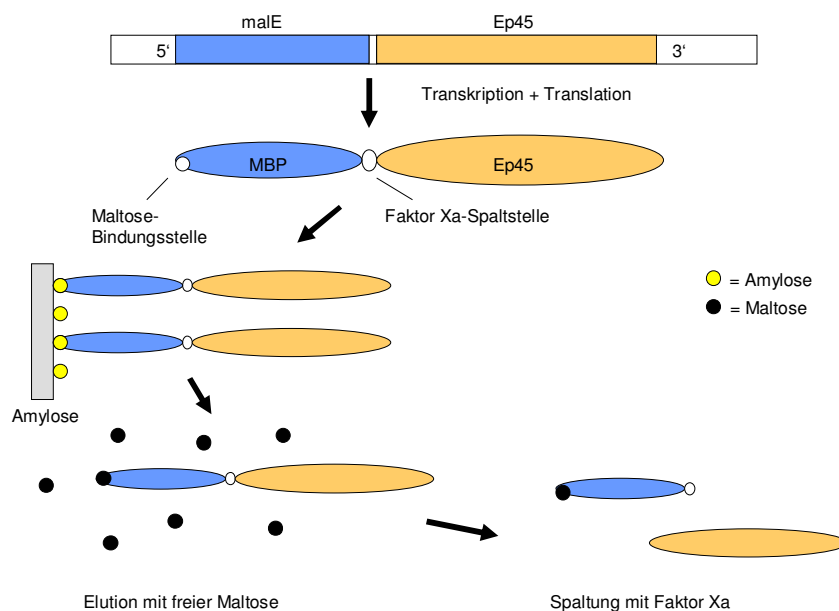 malE
Ep45
5‘
3‘
Transkription + Translation
MBP
Ep45
Maltose-
Bindungsstelle
Faktor Xa-Spaltstelle
= Amylose
= Maltose
Amylose
Elution mit freier Maltose
Spaltung mit Faktor Xa